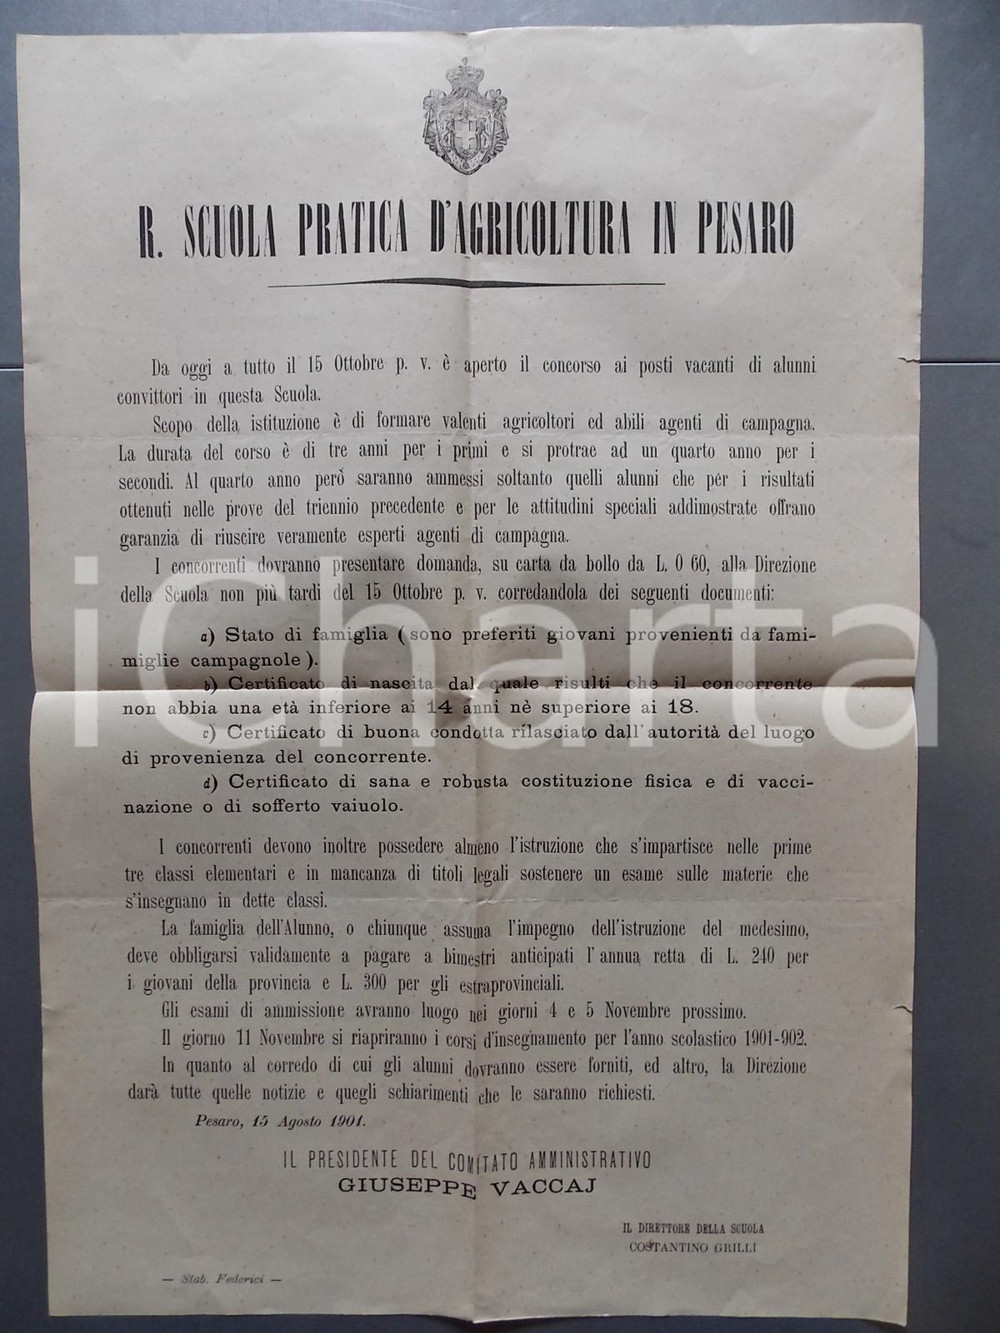 R. SCUOLA PRATICA D'AGRICOLTURA IN PESARO
Da oggi a tutto il 15 Ottobre p. v. è aperto il concorso ai posti vacanti di alunni
convittori in questa Scuola.
Scopo della istituzione è di formare valenti agricoltori ed abili agenti di campagna.
La durata del corso è di tre anni per i primi e si protrae ad un quarto anno per i
secondi. Al quarto anno però saranno ammessi soltanto quelli alunni che per i risultati
ottenuti nelle prove del triennio precedente e per le attitudini speciali addimostrate offrano
garanzia di riuscire veramente esperti agenti di campagna.
I concorrenti dovranno presentare domanda, su carta da bollo da L. 0 60, alla Direzione
della Scuola non più tardi del 15 Ottobre p. v. corredandola dei seguenti documenti:
a) Stato di famiglia ( sono preferiti giovani provenienti da fami-
miglie campagnole ).
b) Certificato di nascita dal quale risulti che il concorrente
non abbia una età inferiore ai 14 anni nè superiore ai 18.
c) Certificato di buona condotta rilasciato dall'autorità del luogo
di provenienza del concorrente.
d) Certificato di sana e robusta costituzione fisica e di vacci-
nazione o di sofferto vaiuolo.
I concorrenti devono inoltre possedere almeno l'istruzione che s'impartisce nelle prime
tre classi elementari e in mancanza di titoli legali sostenere un esame sulle materie che
s'insegnano in dette classi.
La famiglia dell'Alunno, o chiunque assuma l'impegno dell'istruzione del medesimo,
deve obbligarsi validamente a pagare a bimestri anticipati l'annua retta di L. 240 per
i giovani della provincia e L. 300 per gli estraprovinciali.
Gli esami di ammissione avranno luogo nei giorni 4 e 5 Novembre prossimo.
Il giorno 11 Novembre si riapriranno i corsi d'insegnamento per l'anno scolastico 1901-902.
In quanto al corredo di cui gli alunni dovranno essere forniti, ed altro, la Direzione
darà tutte quelle notizie e quegli schiarimenti che le saranno richiesti.
Pesaro, 15 Agosto 1901.
IL PRESIDENTE DEL COMITATO AMMINISTRATIVO
GIUSEPPE VACCAJ
IL DIRETTORE DELLA SCUOLA
COSTANTINO GRILLI
— Stab. Federici —
iCharta